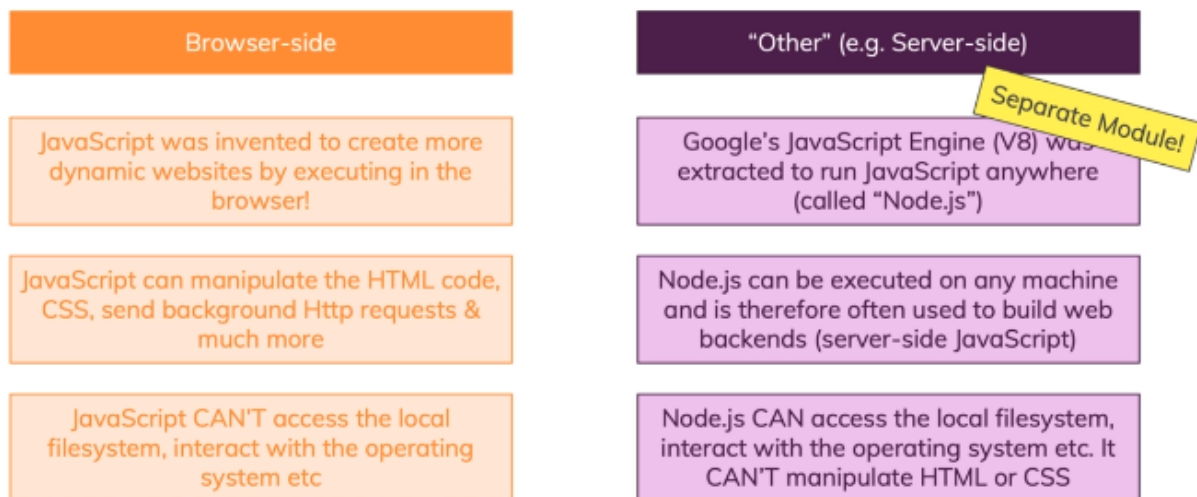 Browser-side
"Other" (e.g. Server-side)
Separate Module!
JavaScript was invented to create more
dynamic websites by executing in the
browser!
Google's JavaScript Engine (V8) was
extracted to run JavaScript anywhere
(called "Node.js")
JavaScript can manipulate the HTML code,
CSS, send background Http requests &
much more
Node.js can be executed on any machine
and is therefore often used to build web
backends (server-side JavaScript)
JavaScript CAN'T access the local
filesystem, interact with the operating
system etc
Node.js CAN access the local filesystem,
interact with the operating system etc. It
CAN'T manipulate HTML or CSS